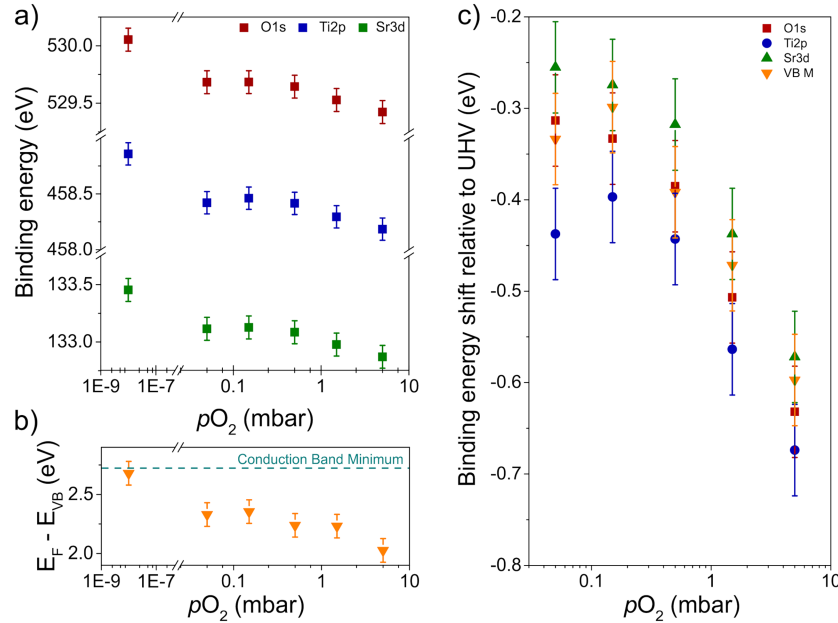 a)
O1s
Ti2p
Sr3d
530.0
529.5
458.5
458.0
133.5
133.0
Binding energy (eV)
1E-9 1E-7 0.1 1 10
pO₂ (mbar)
b)
Conduction Band Minimum
2.5
2.0
E_F - E_VB
(eV)
1E-9 1E-7 0.1 1 10
pO₂ (mbar)
c)
O1s
Ti2p
Sr3d
VB M
-0.2
-0.3
-0.4
-0.5
-0.6
-0.7
-0.8
Binding energy shift relative to UHV (eV)
0.1 1
pO₂ (mbar)